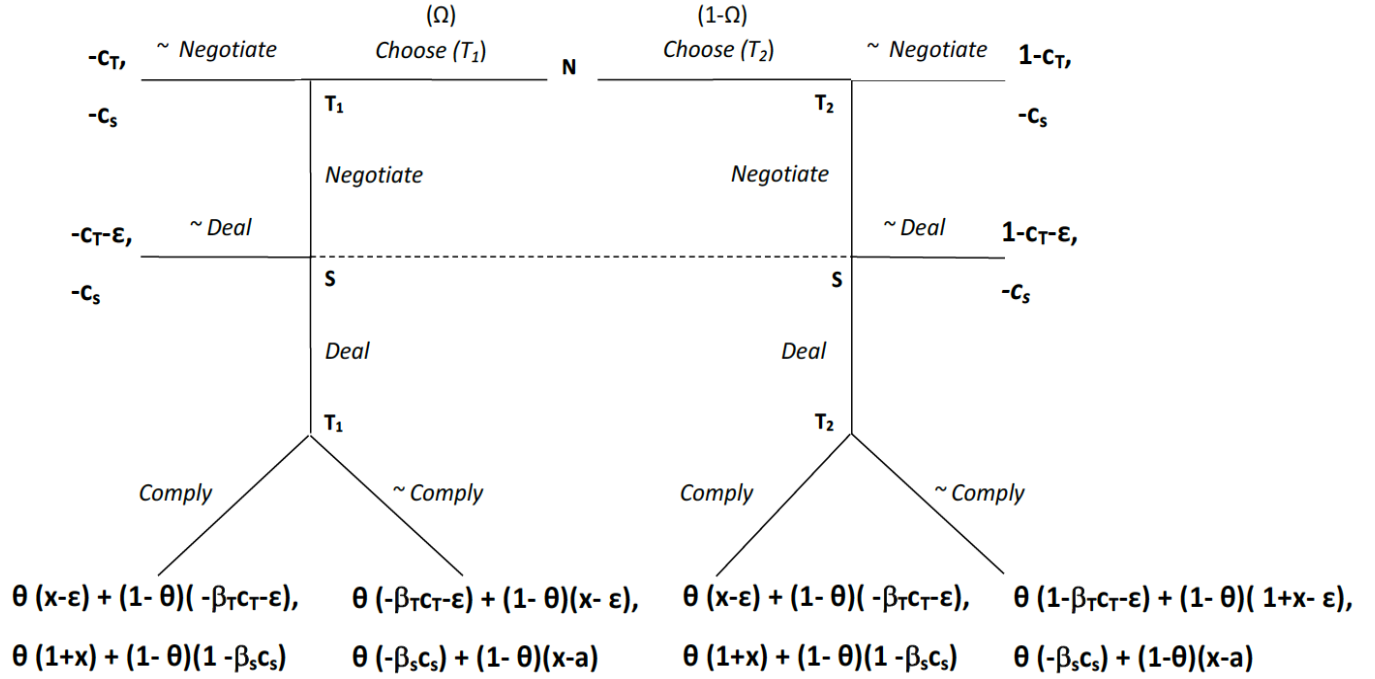 (Ω) (1-Ω)
-cT, ~ Negotiate Choose (T1) N Choose (T2) ~ Negotiate 1-cT,
-cs T1 T2 -cs
Negotiate Negotiate
-cT-ε, ~ Deal ~ Deal 1-cT-ε,
-cs S S -cs
Deal Deal
T1 T2
Comply ~ Comply Comply ~ Comply
θ (x-ε) + (1- θ)( -βTcT-ε), θ (-βTcT-ε) + (1- θ)(x- ε), θ (x-ε) + (1- θ)( -βTcT-ε), θ (1-βTcT-ε) + (1- θ)( 1+x- ε),
θ (1+x) + (1- θ)(1 -βscs) θ (-βscs) + (1- θ)(x-a) θ (1+x) + (1- θ)(1 -βscs) θ (-βscs) + (1-θ)(x-a)